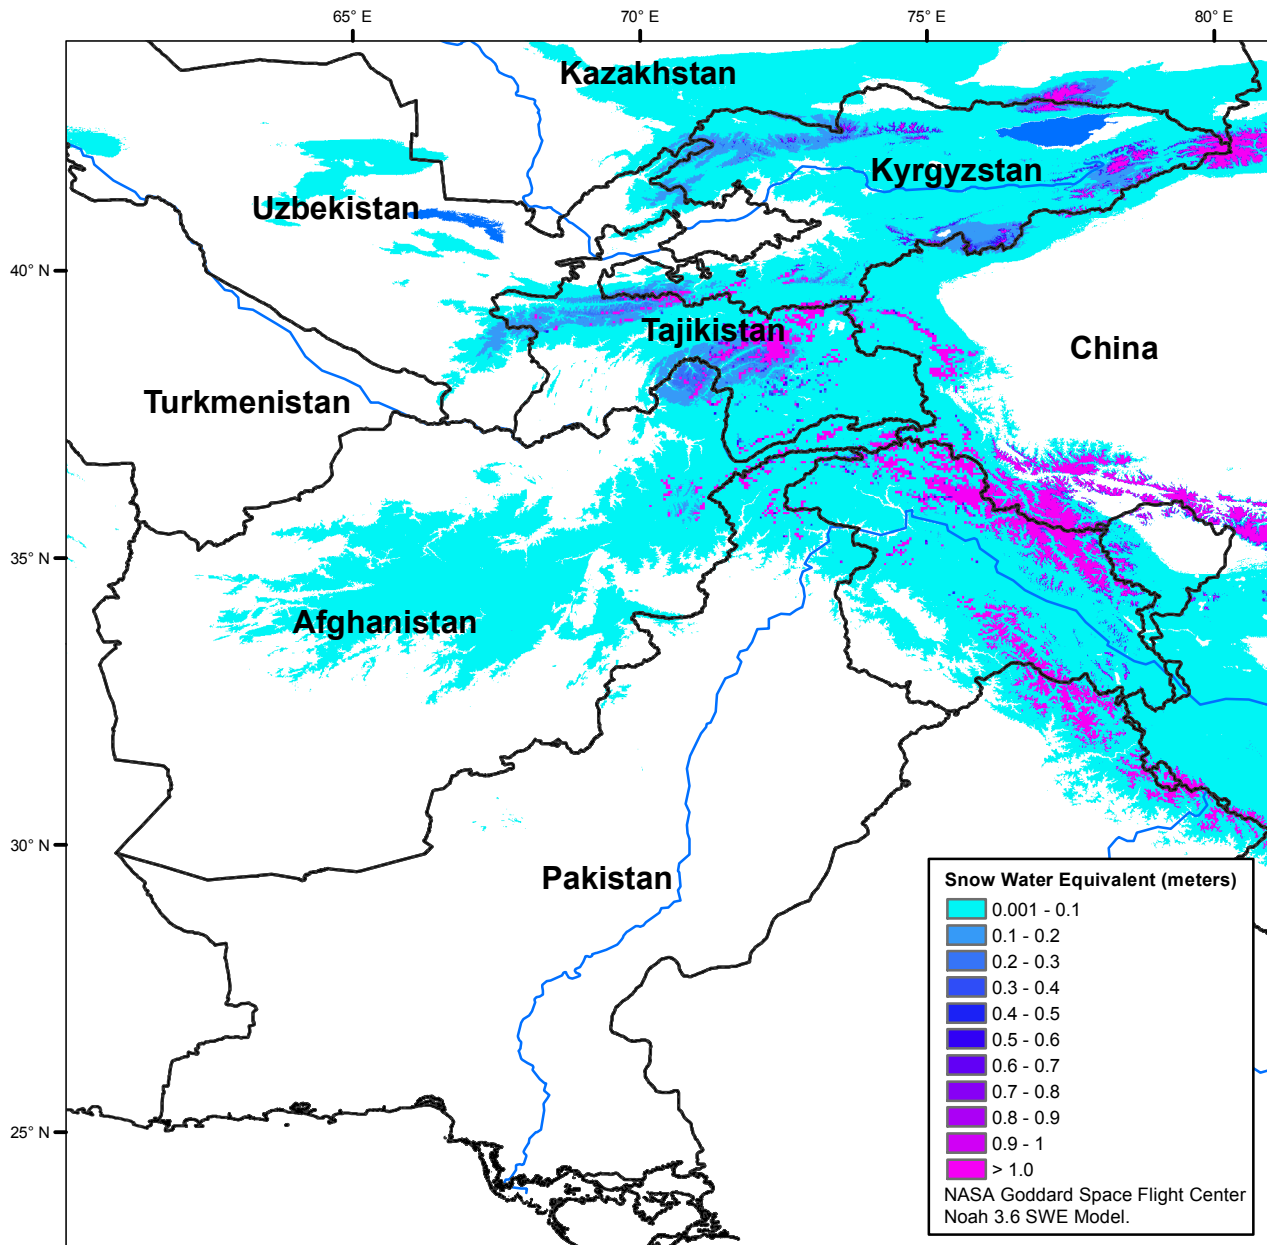 65° E
70° E
75° E
80° E
Kazakhstan
Kyrgyzstan
Uzbekistan
40° N
Tajikistan
China
Turkmenistan
35° N
Afghanistan
30° N
Pakistan
25° N
Snow Water Equivalent (meters)
0.001 - 0.1
0.1 - 0.2
0.2 - 0.3
0.3 - 0.4
0.4 - 0.5
0.5 - 0.6
0.6 - 0.7
0.7 - 0.8
0.8 - 0.9
0.9 - 1
> 1.0
NASA Goddard Space Flight Center
Noah 3.6 SWE Model.